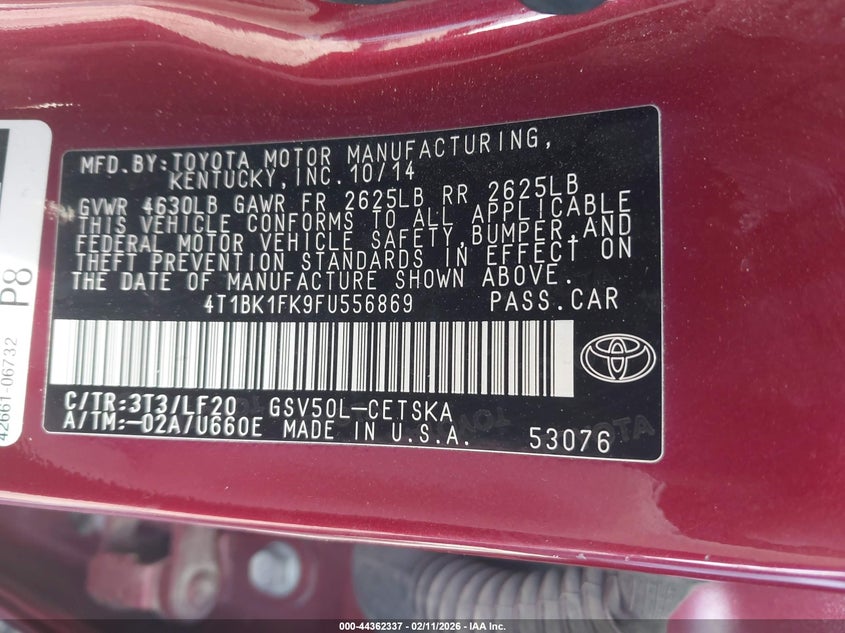 MFD.BY:TOYOTA MOTOR MANUFACTURING,
KENTUCKY,INC.10/14
GVWR 4630LB GAWR FR 2625LB RR 2625LB
THIS VEHICLE CONFORMS TO ALL APPLICABLE
FEDERAL MOTOR VEHICLE SAFETY,BUMPER,AND
THEFT PREVENTION STANDARDS IN EFFECT ON
THE DATE OF MANUFACTURE SHOWN ABOVE.
4T1BK1FK9FU556869 PASS.CAR
C/TR:3T3/LF20 GSV50L-CETSKA
A/TM:-02A/U660E MADE IN U.S.A. 53076
P8
42661-06732
000-44362337 - 02/11/2026 - IAA Inc.